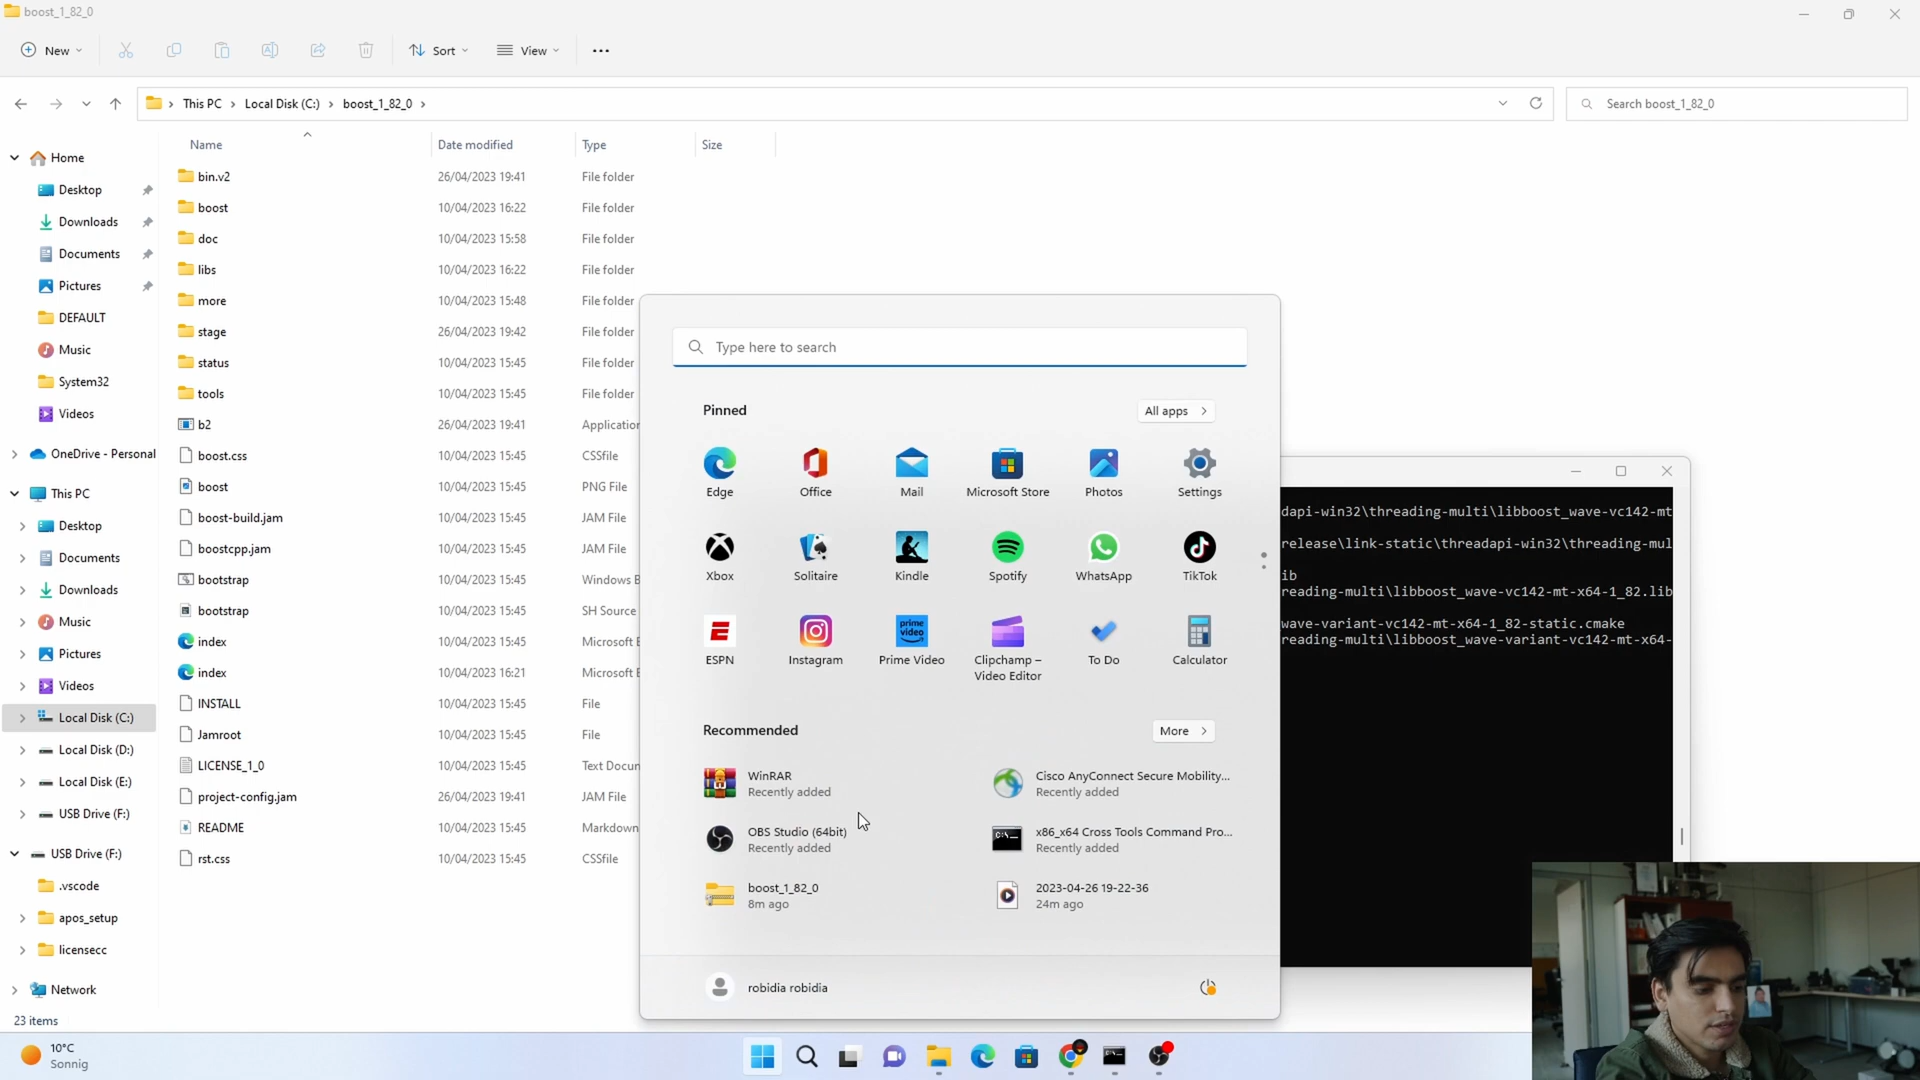 boost_1_82_0
New
Sort
View
This PC
Local Disk (C:)
boost_1_82_0
Search boost_1_82_0
Name
Date modified
Type
Size
Home
Desktop
Downloads
Documents
Pictures
DEFAULT
Music
System32
Videos
OneDrive - Personal
This PC
Desktop
Documents
Downloads
Music
Pictures
Videos
Local Disk (C:)
Local Disk (D:)
Local Disk (E:)
USB Drive (F:)
USB Drive (F:)
.vscode
apos_setup
licensecc
Network
23 items
bin.v2 26/04/2023 19:41 File folder
boost 10/04/2023 16:22 File folder
doc 10/04/2023 15:58 File folder
libs 10/04/2023 16:22 File folder
more 10/04/2023 15:48 File folder
stage 26/04/2023 19:42 File folder
status 10/04/2023 15:45 File folder
tools 10/04/2023 15:45 File folder
b2 26/04/2023 19:41 Applicatio
boost.css 10/04/2023 15:45 CSSfile
boost 10/04/2023 15:45 PNG File
boost-build.jam 10/04/2023 15:45 JAM File
boostcpp.jam 10/04/2023 15:45 JAM File
bootstrap 10/04/2023 15:45 Windows B
bootstrap 10/04/2023 15:45 SH Source
index 10/04/2023 15:45 Microsoft E
index 10/04/2023 16:21 Microsoft E
INSTALL 10/04/2023 15:45 File
Jamroot 10/04/2023 15:45 File
LICENSE_1_0 10/04/2023 15:45 Text Docun
project-config.jam 26/04/2023 19:41 JAM File
README 10/04/2023 15:45 Markdown
rst.css 10/04/2023 15:45 CSSfile
Type here to search
Pinned
All apps
Edge
Office
Mail
Microsoft Store
Photos
Settings
Xbox
Solitaire
Kindle
Spotify
WhatsApp
TikTok
ESPN
Instagram
prime video
Prime Video
Clipchamp –
Video Editor
To Do
Calculator
Recommended
More
WinRAR
Recently added
Cisco AnyConnect Secure Mobility...
Recently added
OBS Studio (64bit)
Recently added
x86_x64 Cross Tools Command Pro...
Recently added
boost_1_82_0
8m ago
2023-04-26 19-22-36
24m ago
robidia robidia
dapi-win32\threading-multi\libboost_wave-vc142-mt
release\link-static\threadapi-win32\threading-mul
ib
reading-multi\libboost_wave-vc142-mt-x64-1_82.lib
wave-variant-vc142-mt-x64-1_82-static.cmake
reading-multi\libboost_wave-variant-vc142-mt-x64-
10°C
Sonnig